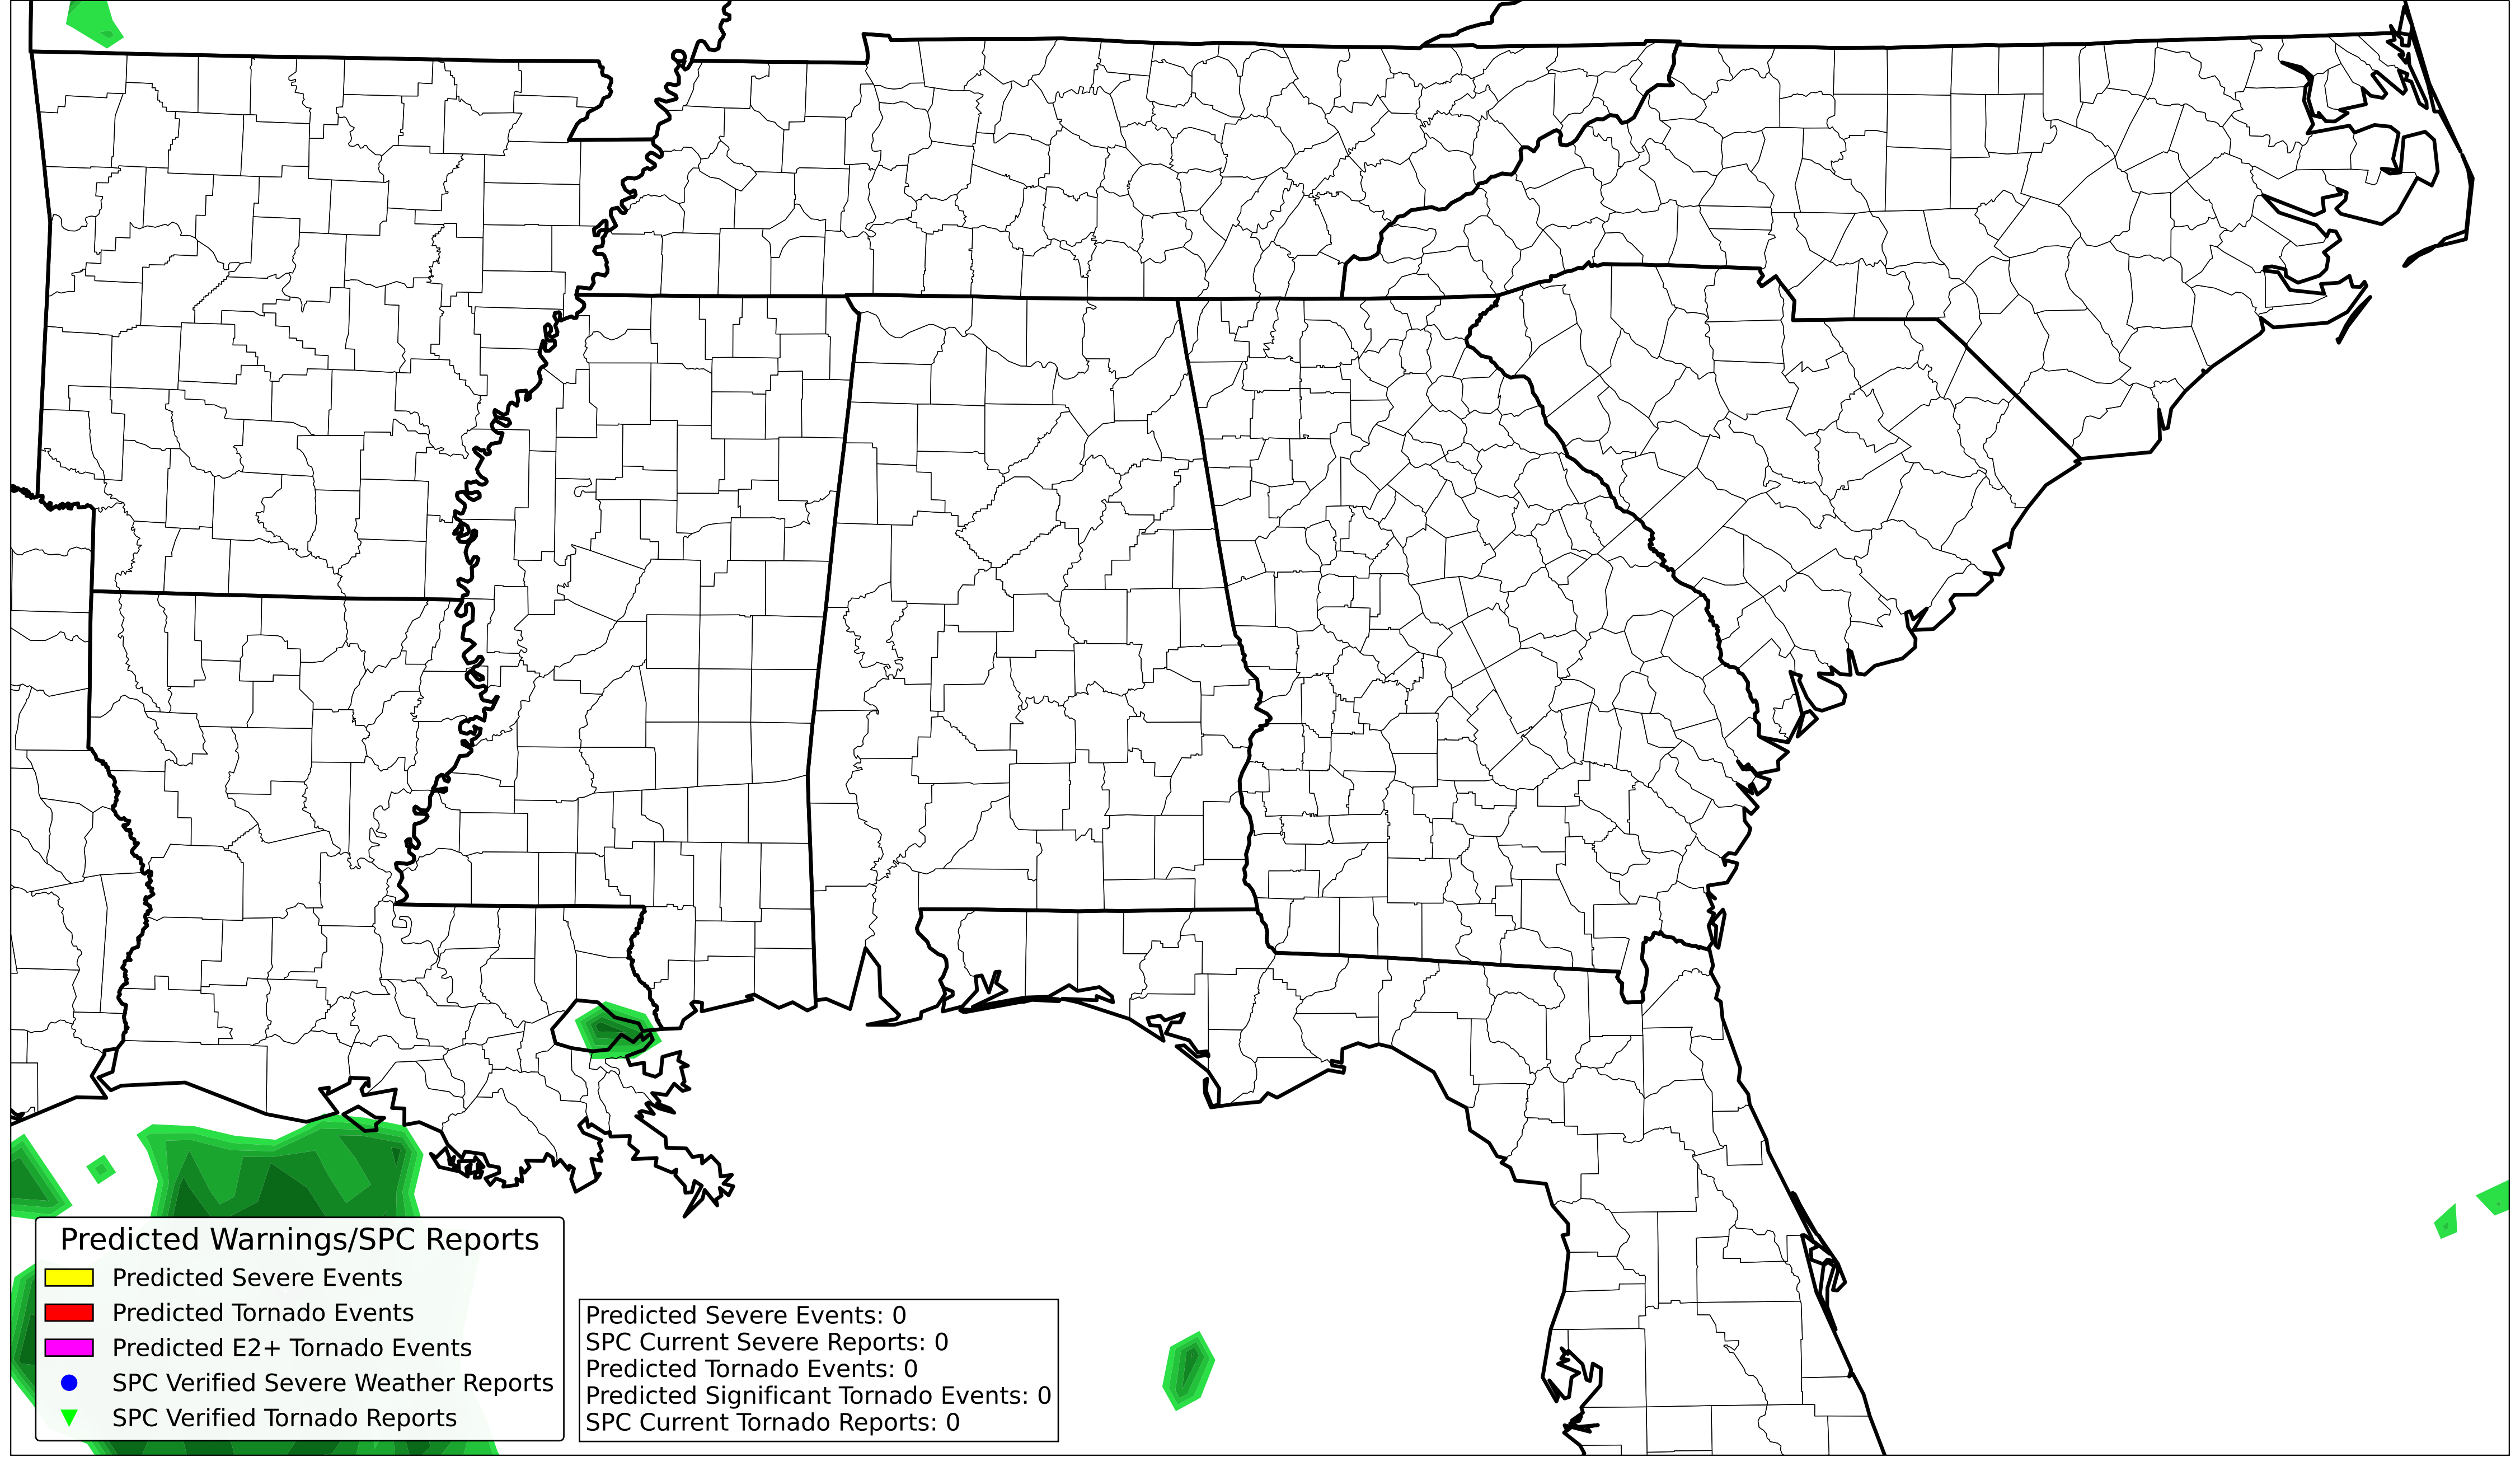 Predicted Warnings/SPC Reports
Predicted Severe Events
Predicted Tornado Events
Predicted E2+ Tornado Events
SPC Verified Severe Weather Reports
SPC Verified Tornado Reports
Predicted Severe Events: 0
SPC Current Severe Reports: 0
Predicted Tornado Events: 0
Predicted Significant Tornado Events: 0
SPC Current Tornado Reports: 0